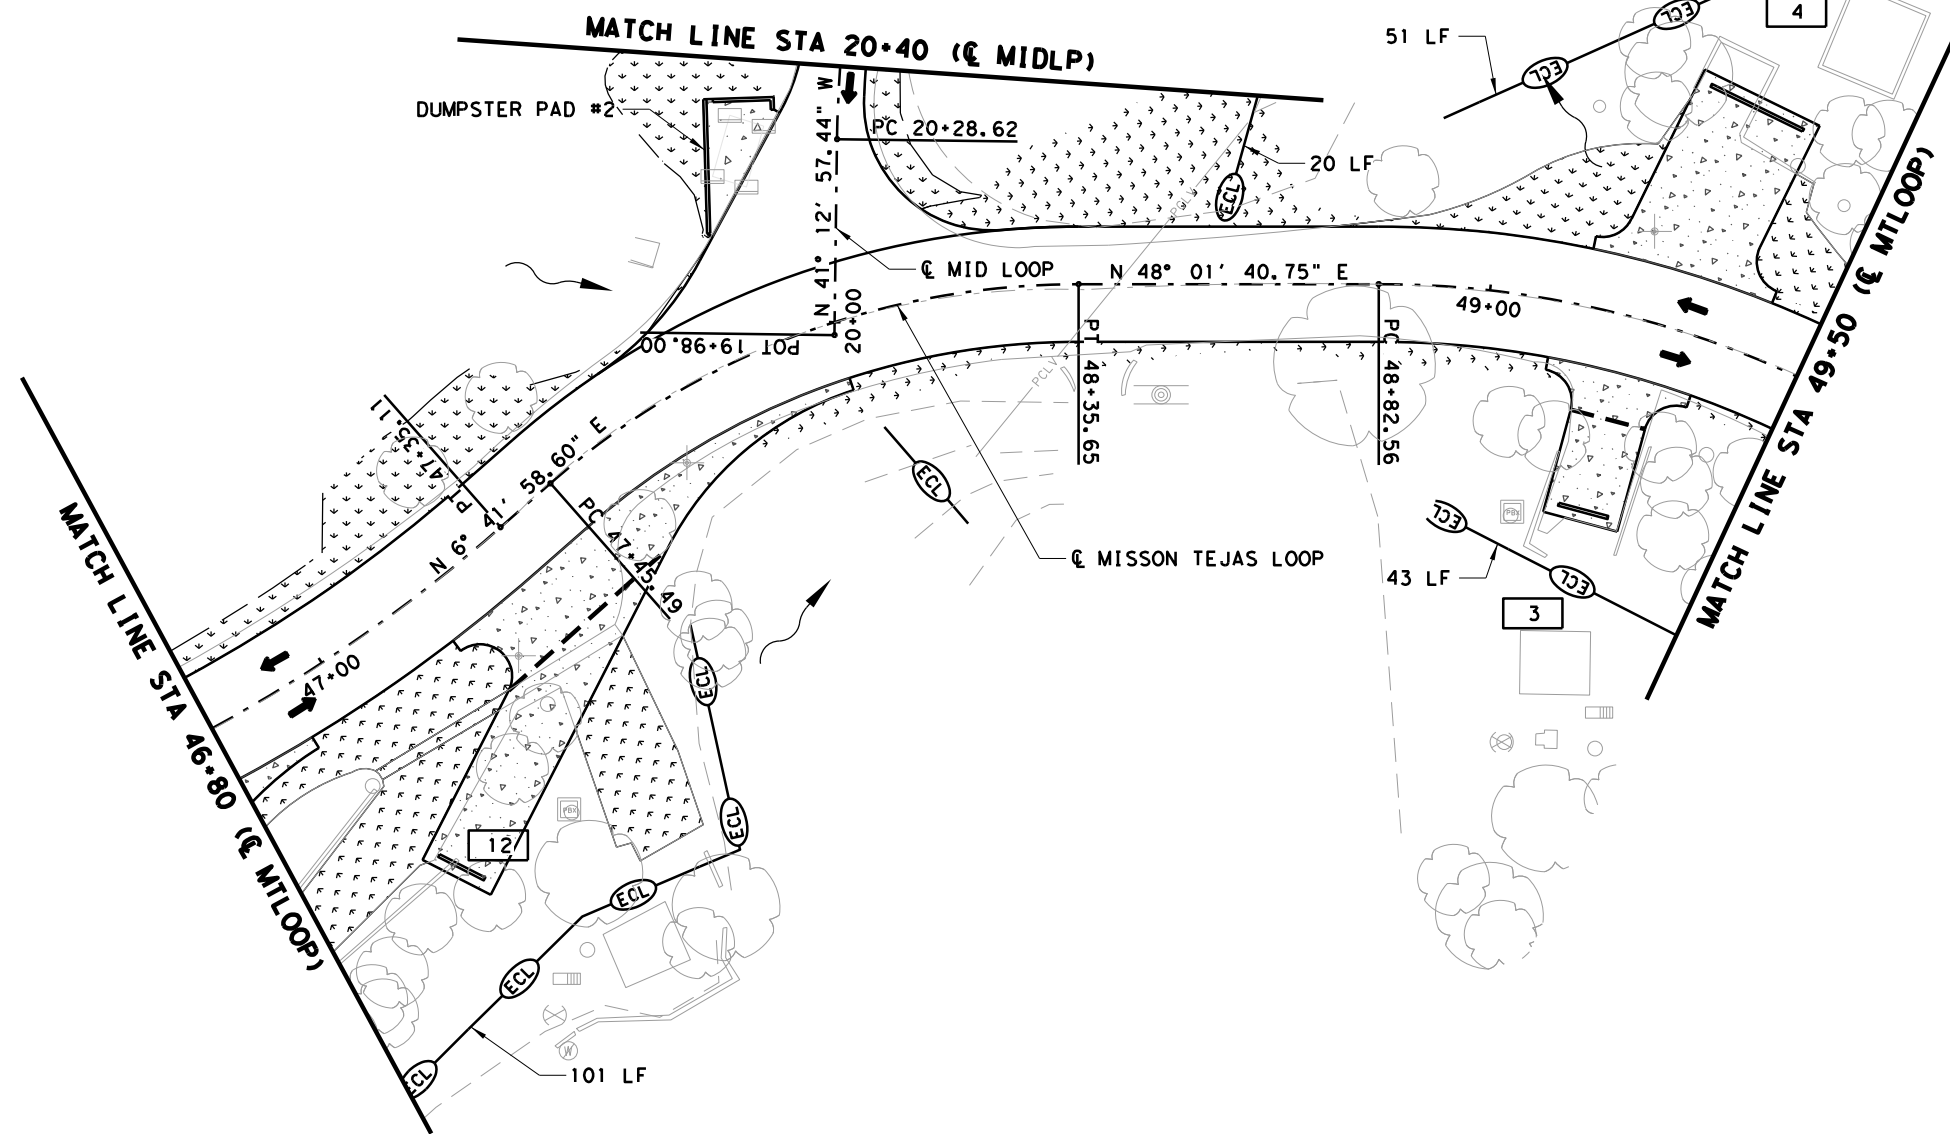 MATCH LINE STA 20+40 (℄ MIDLP)
51 LF
4
ECL
ECL
DUMPSTER PAD #2
N 41° 12' 57.44" W
PC 20+28.62
20 LF
ECL
PCLV
℄ MID LOOP
N 48° 01' 40.75" E
49+00
20+00
POT 19+98.00
PT 48+35.65
PC 48+82.56
PCLV
MATCH LINE STA 49+50 (℄ MTLOOP)
PT 47+35.11
N 6° 41' 58.60" E
PC 47+45.49
ECL
ECL
PBX
℄ MISSON TEJAS LOOP
43 LF
ECL
3
MATCH LINE STA 46+80 (℄ MTLOOP)
47+00
ECL
PBX
ECL
12
ECL
ECL
W
ECL
101 LF